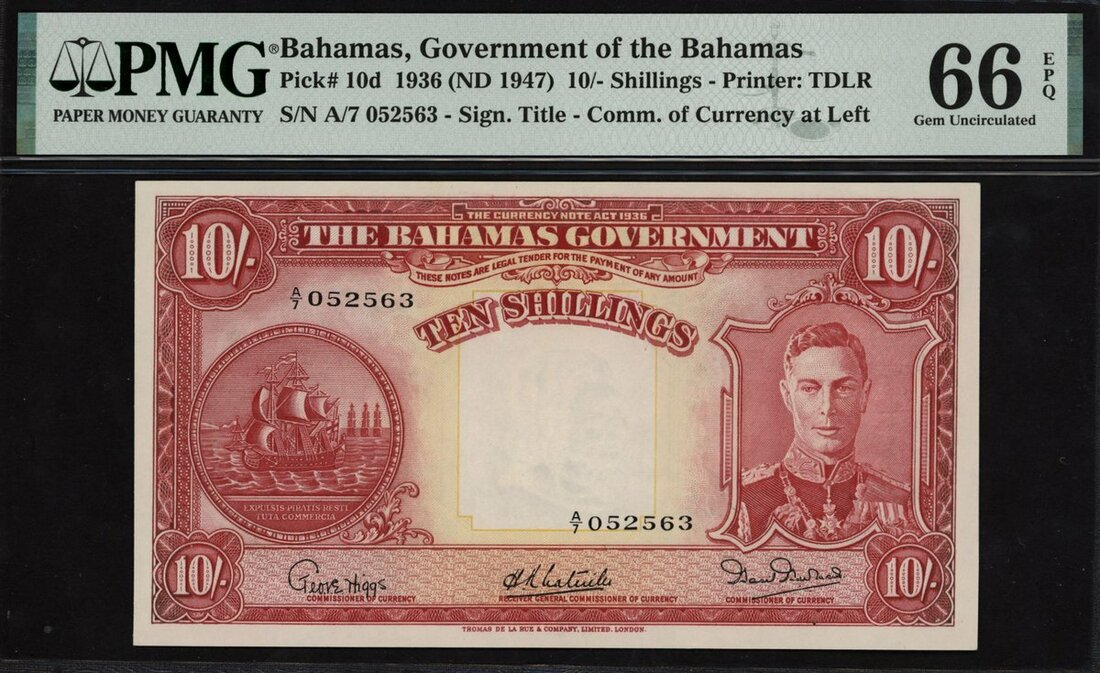 PMG®
PAPER MONEY GUARANTY
Bahamas, Government of the Bahamas
Pick# 10d 1936 (ND 1947) 10/- Shillings - Printer: TDLR
S/N A/7 052563 - Sign. Title - Comm. of Currency at Left
66
EPQ
Gem Uncirculated
THE CURRENCY NOTE ACT 1936
10/-
THE BAHAMAS GOVERNMENT
10/-
THESE NOTES ARE LEGAL TENDER FOR THE PAYMENT OF ANY AMOUNT
A/7 052563
TEN SHILLINGS
EXPULSIS PIRATIS RESTI
TUTA COMMERCIA
A/7 052563
10/-
George Higgs
10/-
COMMISSIONER OF CURRENCY
RECEIVER GENERAL COMMISSIONER OF CURRENCY
COMMISSIONER OF CURRENCY
THOMAS DE LA RUE & COMPANY, LIMITED. LONDON.